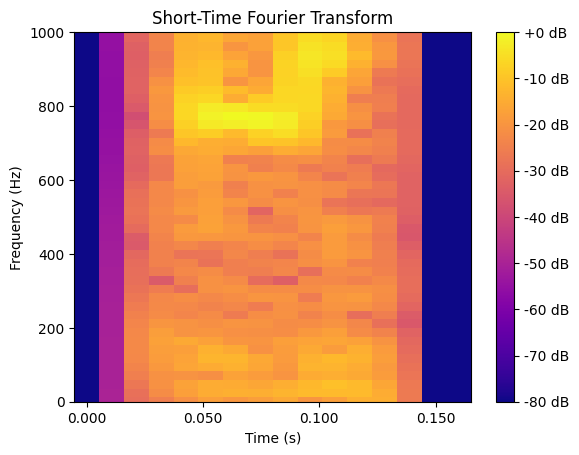 Short-Time Fourier Transform
1000
800
600
400
200
0
Frequency (Hz)
0.000
0.050
0.100
0.150
Time (s)
+0 dB
-10 dB
-20 dB
-30 dB
-40 dB
-50 dB
-60 dB
-70 dB
-80 dB